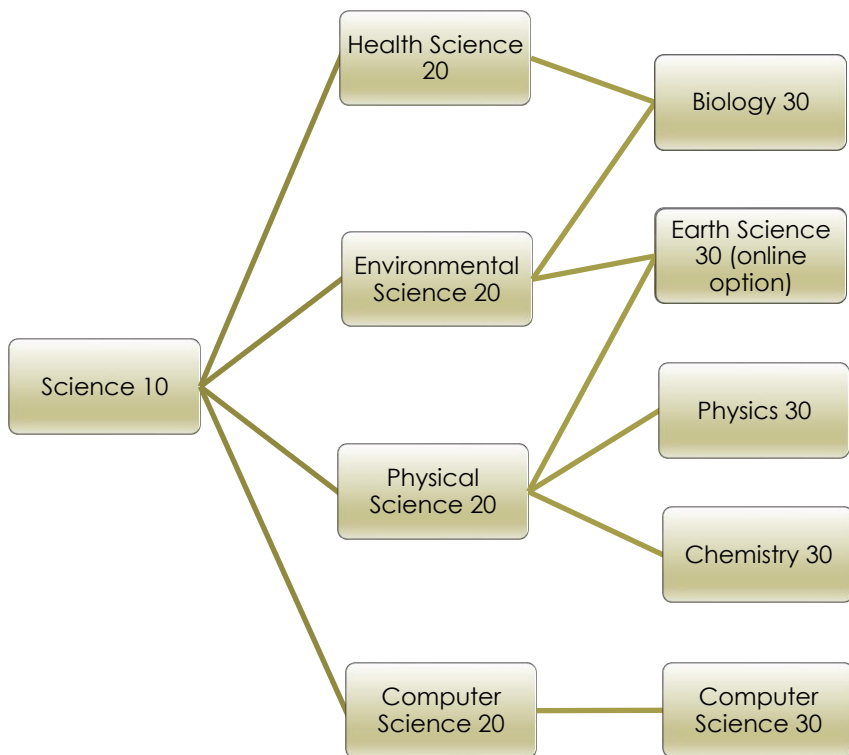 Science 10
Health Science
20
Environmental
Science 20
Physical
Science 20
Computer
Science 20
Biology 30
Earth Science
30 (online
option)
Physics 30
Chemistry 30
Computer
Science 30